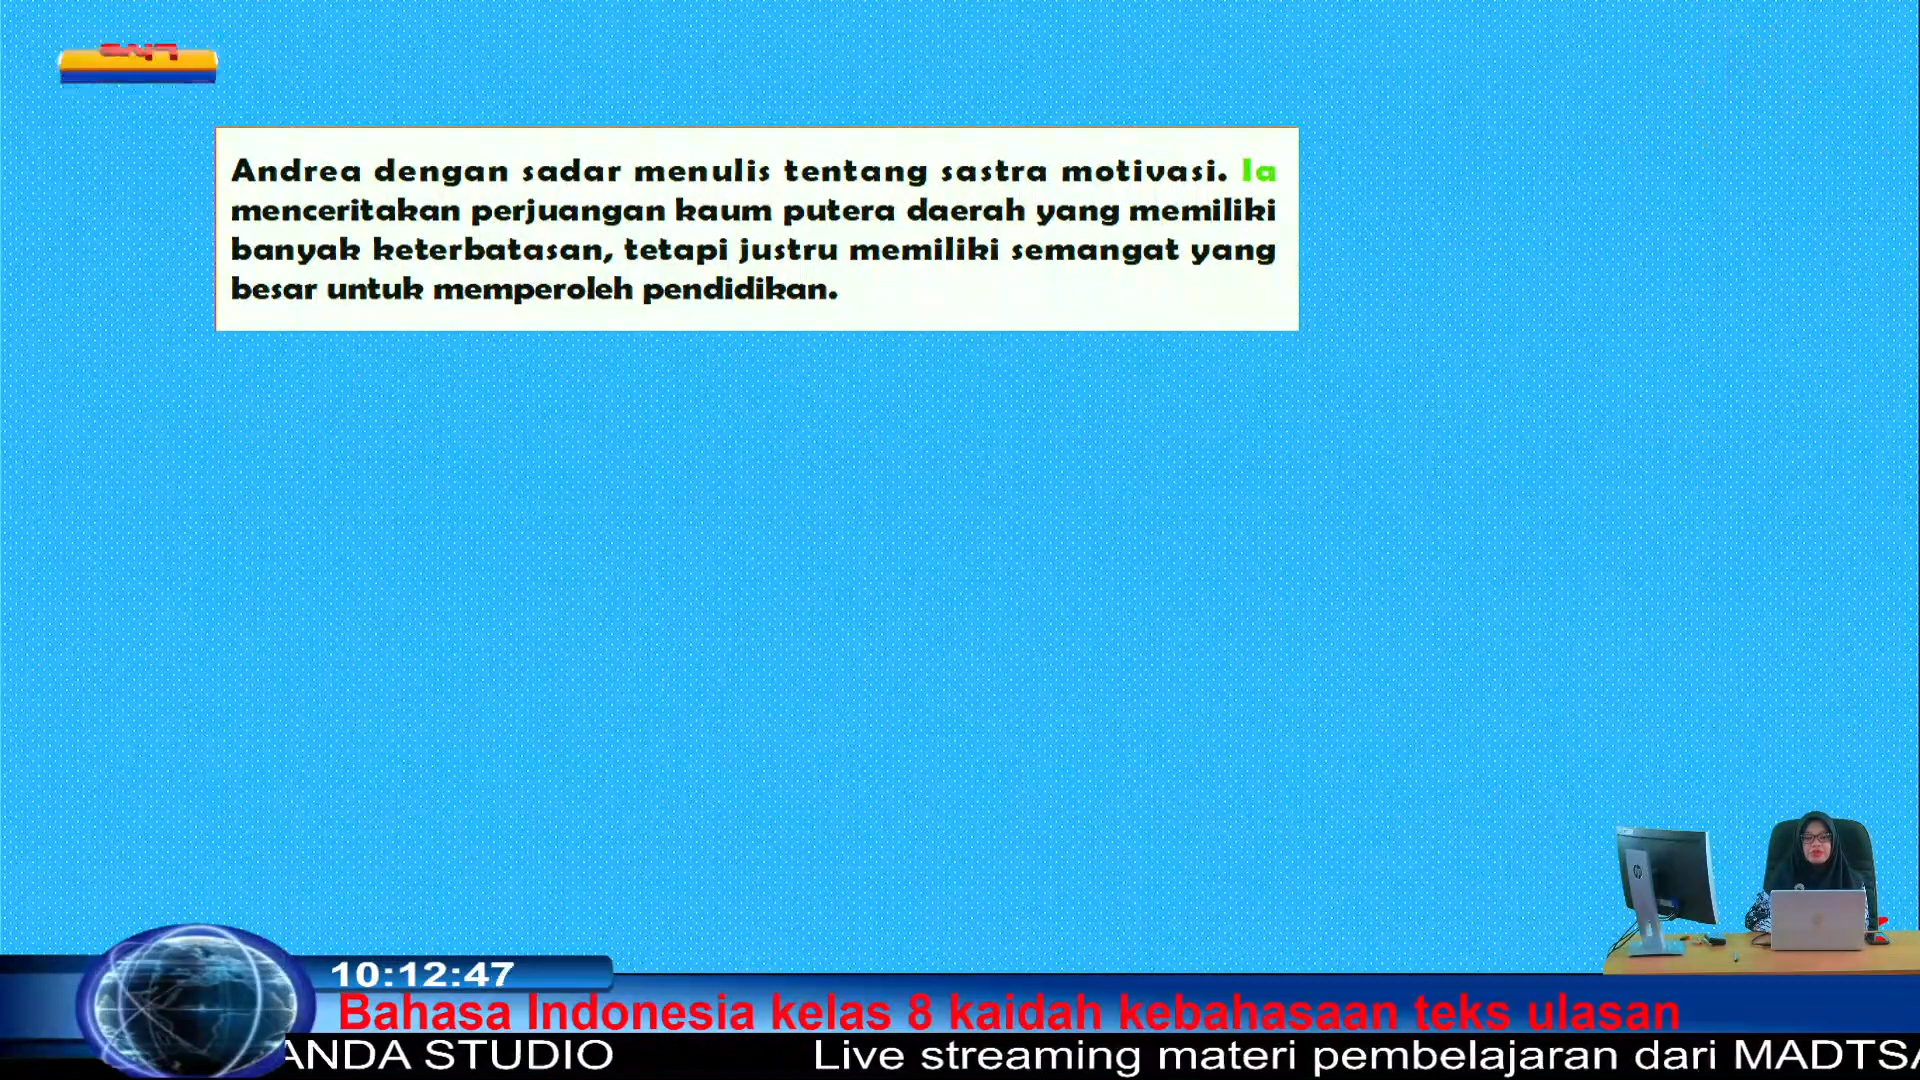 Andrea dengan sadar menulis tentang sastra motivasi. Ia
menceritakan perjuangan kaum putera daerah yang memiliki
banyak keterbatasan, tetapi justru memiliki semangat yang
besar untuk memperoleh pendidikan.
10:12:47
Bahasa Indonesia kelas 8 kaidah kebahasaan teks ulasan
ANDA STUDIO Live streaming materi pembelajaran dari MADTSA